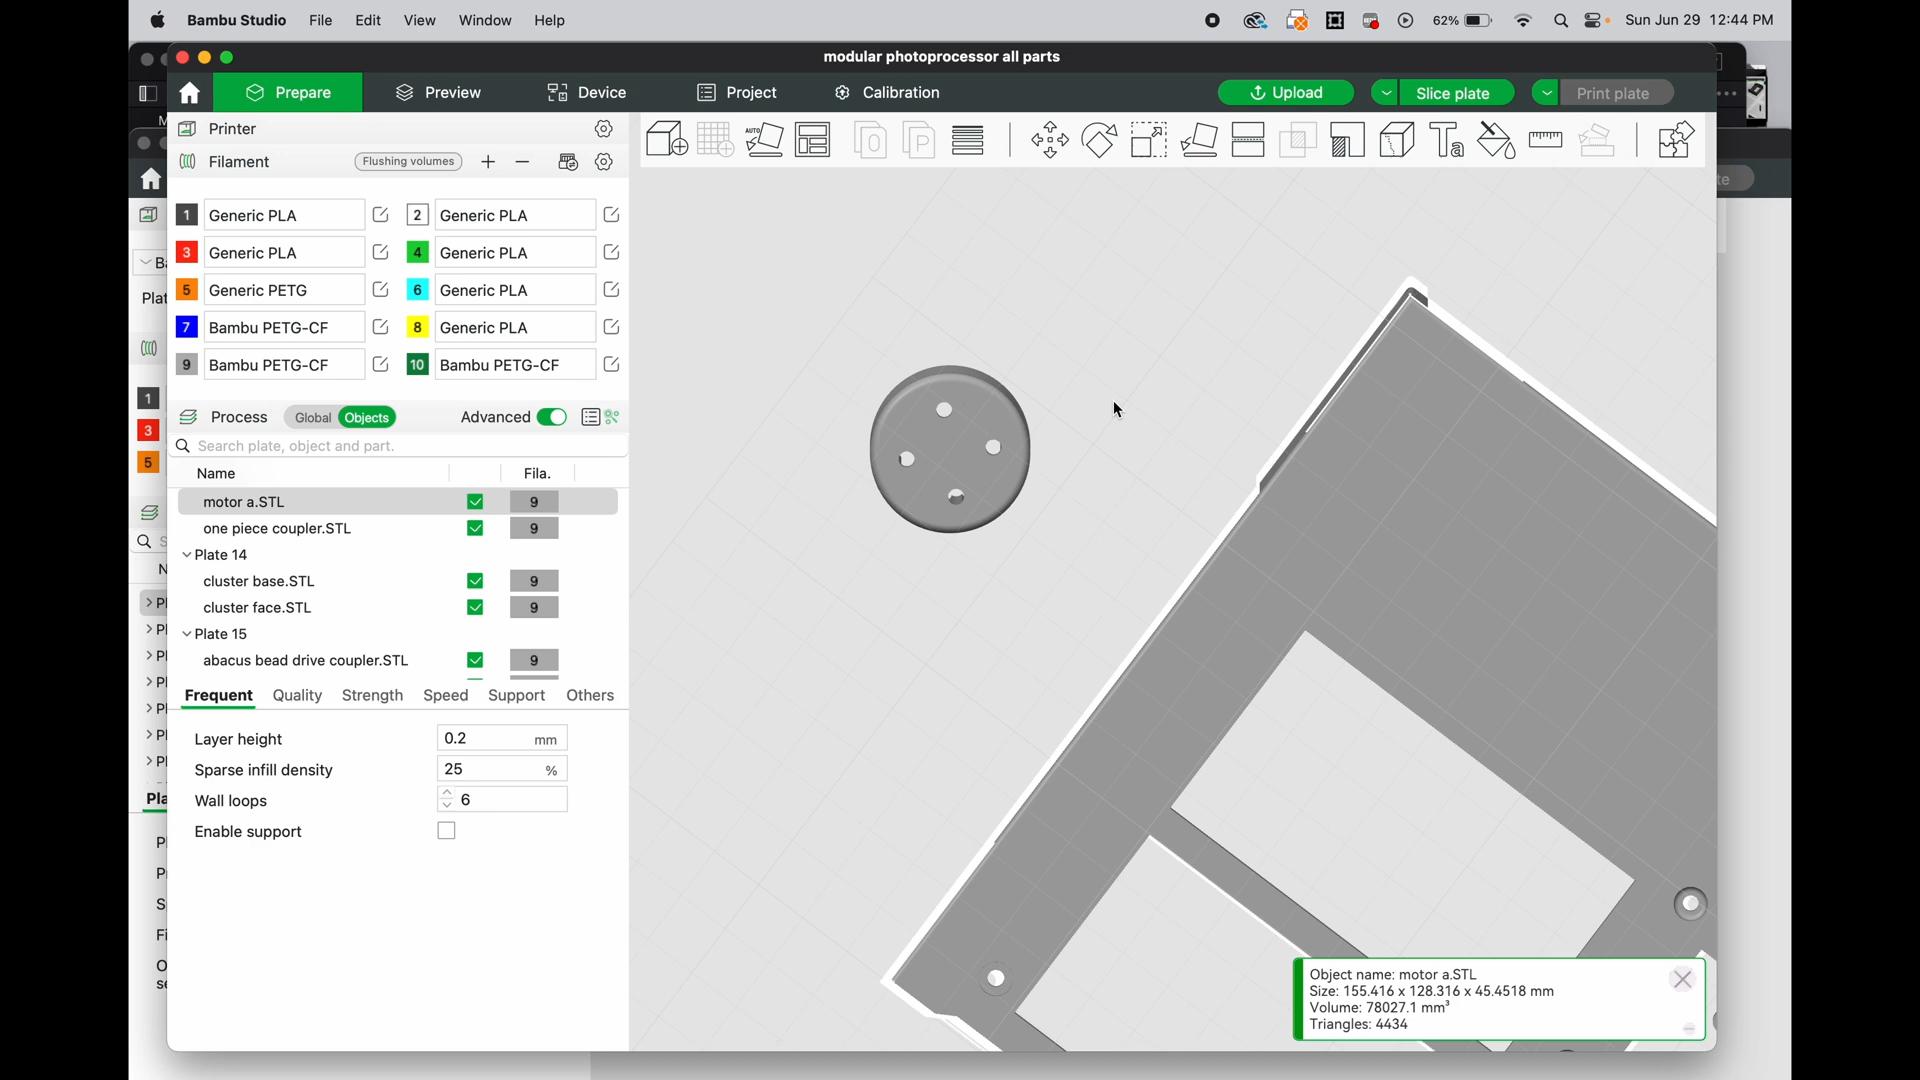 Bambu Studio File Edit View Window Help 62% Sun Jun 29 12:44 PM
modular photoprocessor all parts
Prepare Preview Device Project Calibration Upload Slice plate Print plate
Printer
Filament Flushing volumes
AUTO
1 Generic PLA 2 Generic PLA
3 Generic PLA 4 Generic PLA
5 Generic PETG 6 Generic PLA
7 Bambu PETG-CF 8 Generic PLA
9 Bambu PETG-CF 10 Bambu PETG-CF
Process Global Objects Advanced
Search plate, object and part.
Name Fila.
motor a.STL 9
one piece coupler.STL 9
Plate 14
cluster base.STL 9
cluster face.STL 9
Plate 15
abacus bead drive coupler.STL 9
Frequent Quality Strength Speed Support Others
Layer height 0.2 mm
Sparse infill density 25 %
Wall loops 6
Enable support
Object name: motor a.STL
Size: 155.416 x 128.316 x 45.4518 mm
Volume: 78027.1 mm³
Triangles: 4434
1
3
5